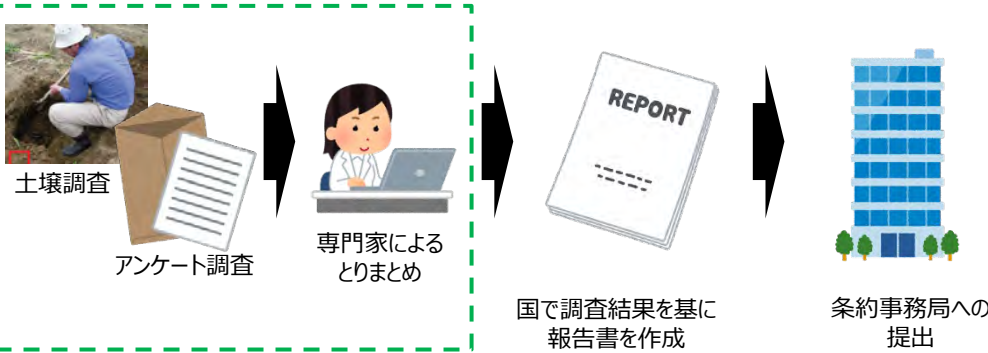 土壌調査
アンケート調査
専門家による
とりまとめ
REPORT
国で調査結果を基に
報告書を作成
条約事務局への
提出